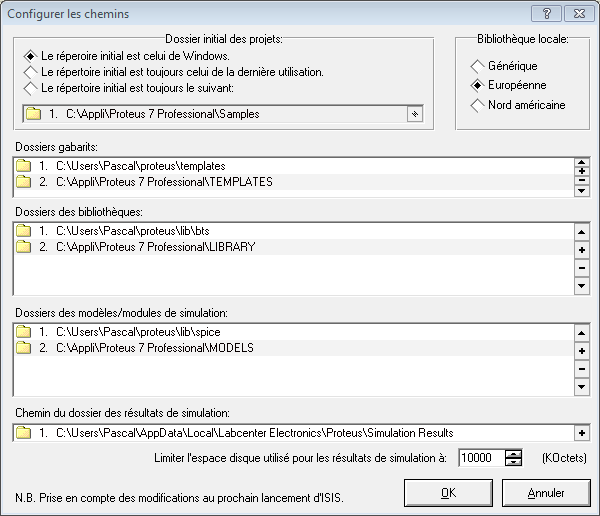 Configurer les chemins
Dossier initial des projets:
Le réperoire initial est celui de Windows.
Le répertoire initial est toujours celui de la dernière utilisation.
Le répertoire initial est toujours le suivant:
1. C:\Appli\Proteus 7 Professional\Samples
Bibliothèque locale:
Générique
Européenne
Nord américaine
Dossiers gabarits:
1. C:\Users\Pascal\proteus\templates
2. C:\Appli\Proteus 7 Professional\TEMPLATES
Dossiers des bibliothèques:
1. C:\Users\Pascal\proteus\lib\bts
2. C:\Appli\Proteus 7 Professional\LIBRARY
Dossiers des modèles/modules de simulation:
1. C:\Users\Pascal\proteus\lib\spice
2. C:\Appli\Proteus 7 Professional\MODELS
Chemin du dossier des résultats de simulation:
1. C:\Users\Pascal\AppData\Local\Labcenter Electronics\Proteus\Simulation Results
Limiter l'espace disque utilisé pour les résultats de simulation à: 10000 (KOctets)
N.B. Prise en compte des modifications au prochain lancement d'ISIS.
OK
Annuler